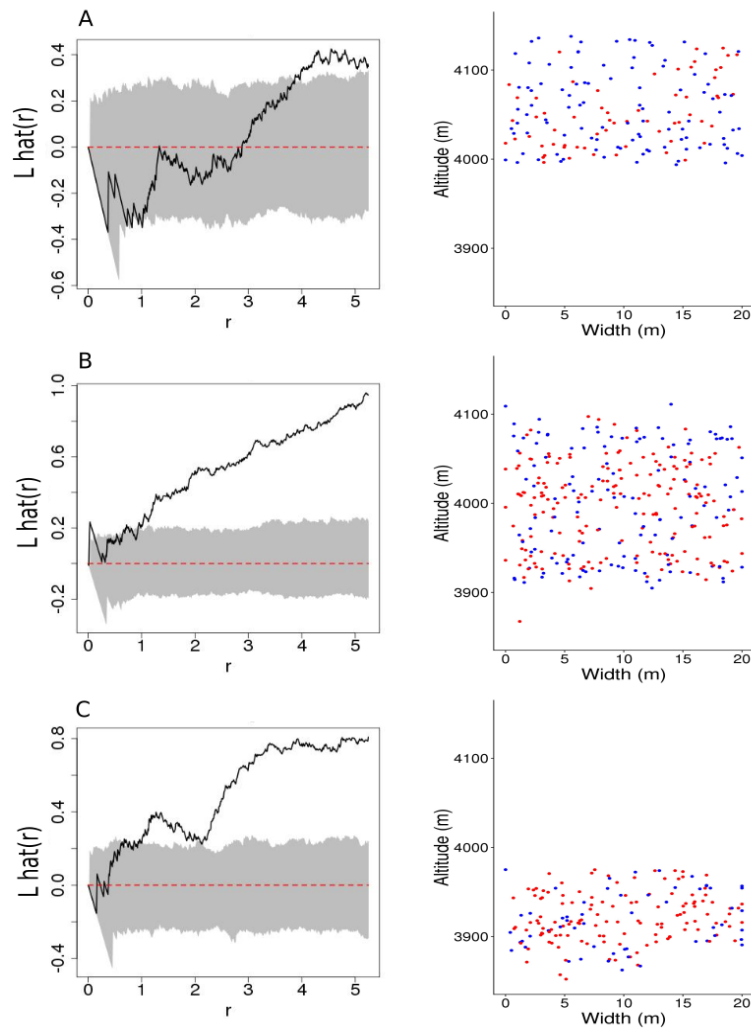 A
L hat(r)
0.4
0.2
0.0
-0.2
-0.4
-0.6
0 1 2 3 4 5
r
Altitude (m)
4100
4000
3900
0 5 10 15 20
Width (m)
B
L hat(r)
1.0
0.6
0.2
-0.2
0 1 2 3 4 5
r
Altitude (m)
4100
4000
3900
0 5 10 15 20
Width (m)
C
L hat(r)
0.8
0.4
0.0
-0.4
0 1 2 3 4 5
r
Altitude (m)
4100
4000
3900
0 5 10 15 20
Width (m)